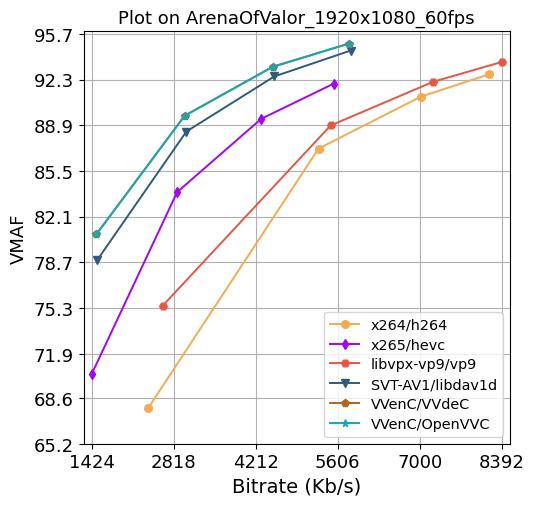 Plot on ArenaOfValor_1920x1080_60fps
95.7
92.3
88.9
85.5
82.1
78.7
75.3
71.9
68.6
65.2
VMAF
x264/h264
x265/hevc
libvpx-vp9/vp9
SVT-AV1/libdav1d
VVenC/VVdeC
VVenC/OpenVVC
1424 2818 4212 5606 7000 8392
Bitrate (Kb/s)